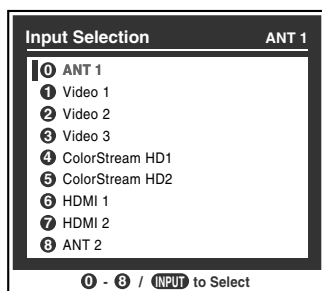 Input Selection ANT 1
0 ANT 1
1 Video 1
2 Video 2
3 Video 3
4 ColorStream HD1
5 ColorStream HD2
6 HDMI 1
7 HDMI 2
8 ANT 2
0 - 8 / INPUT to Select